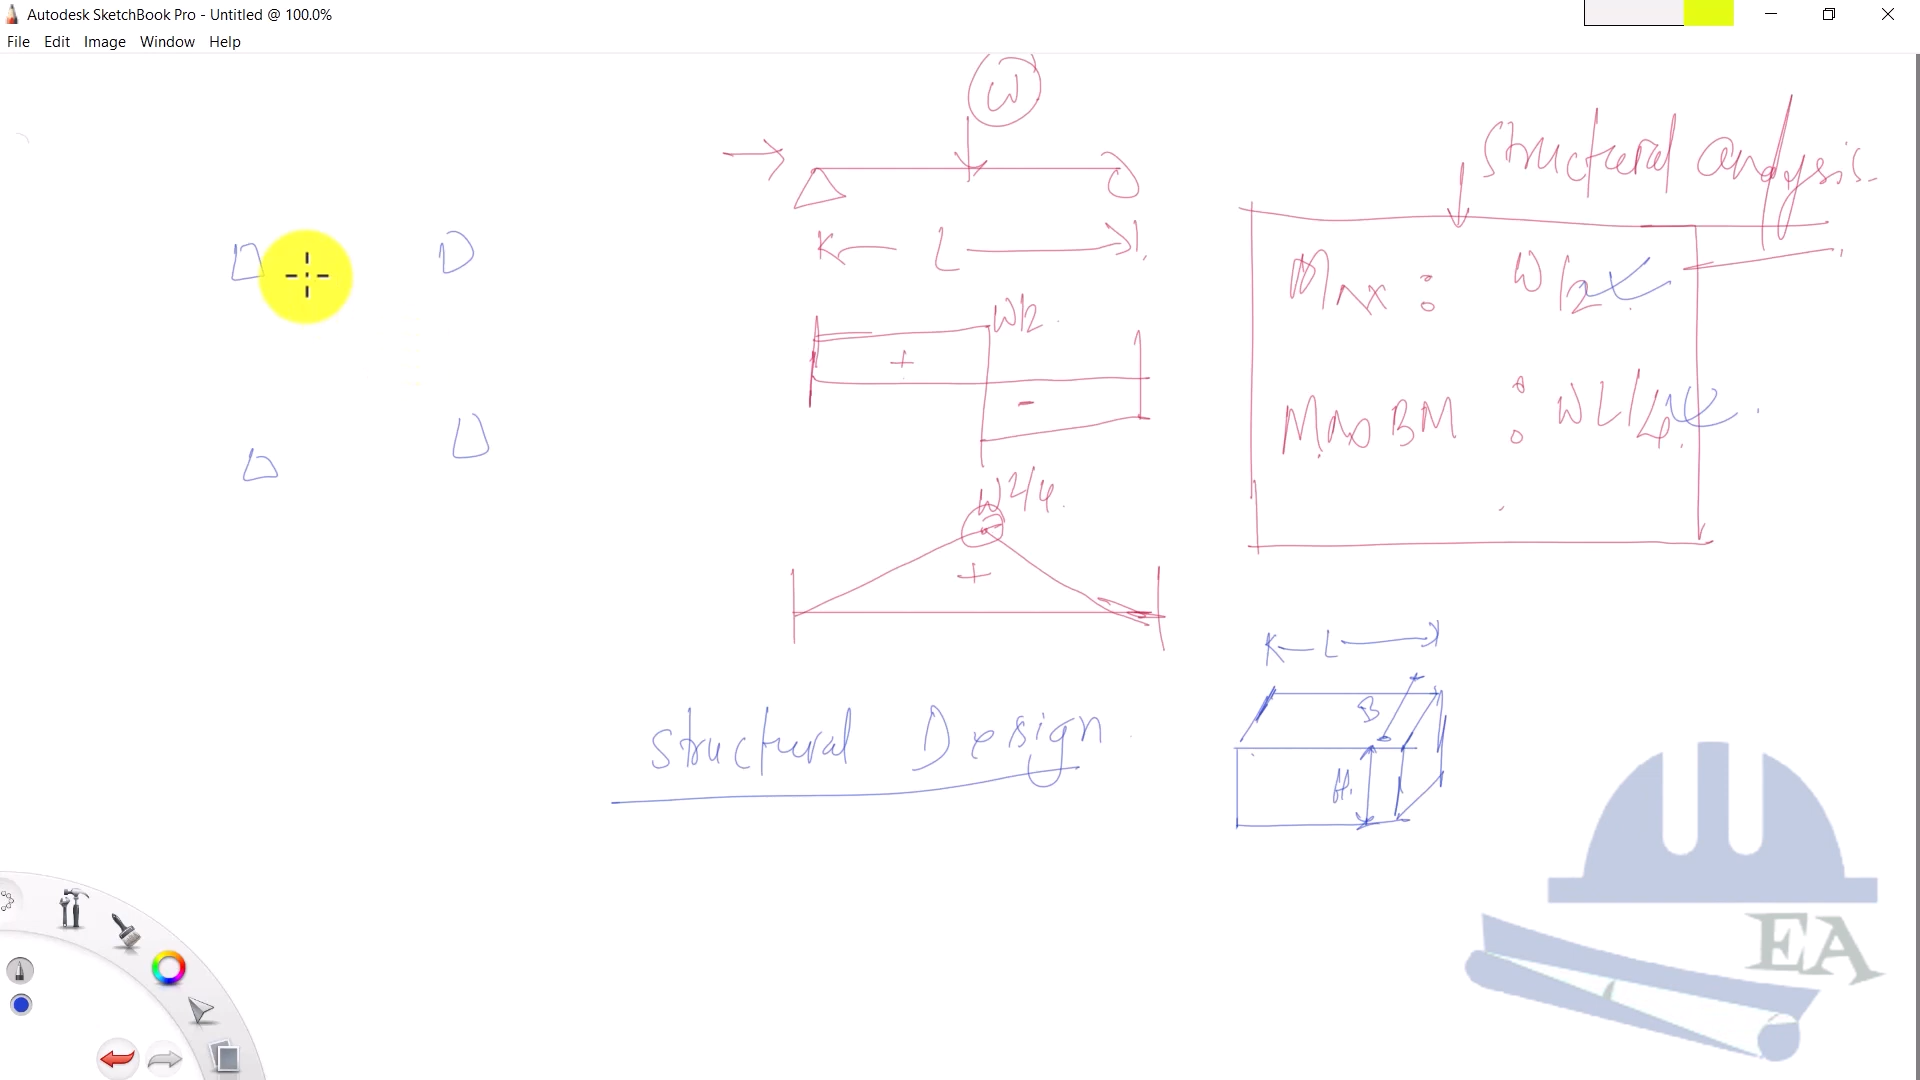 Autodesk SketchBook Pro - Untitled @ 100.0%
File Edit Image Window Help
W
Structural analysis.
K L
Max : W/2
W/2
+
-
Max BM : WL/4
+
K L
B
Structural Design
H.
EA